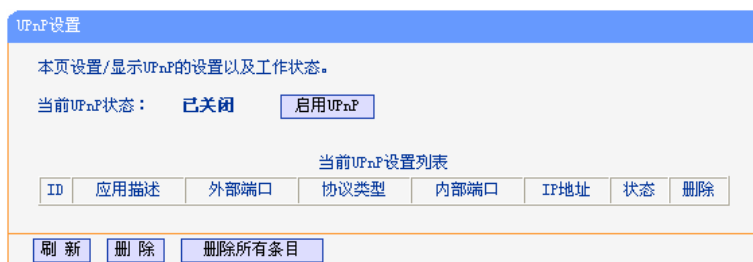 UPnP设置
本页设置/显示UPnP的设置以及工作状态。
当前UPnP状态： 已关闭 启用UPnP
当前UPnP设置列表
ID 应用描述 外部端口 协议类型 内部端口 IP地址 状态 删除
刷 新 删 除 删除所有条目